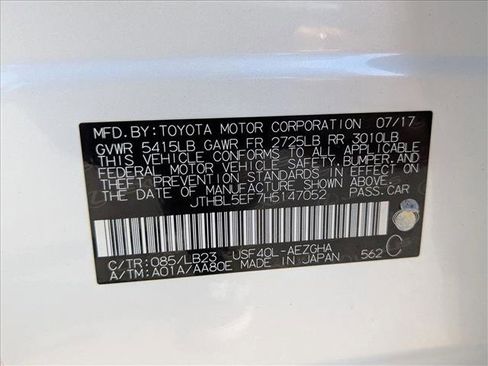 MFD. BY: TOYOTA MOTOR CORPORATION 07/17
GVWR 5415LB GAWR FR 2725LB RR 3010LB
THIS VEHICLE CONFORMS TO ALL APPLICABLE
FEDERAL MOTOR VEHICLE SAFETY, BUMPER, AND
THEFT PREVENTION STANDARDS IN EFFECT ON
THE DATE OF MANUFACTURE SHOWN ABOVE.
JTHBL5EF7H5147052 PASS. CAR
C/TR: 085/LB23 USF40L-AEZGHA
A/TM: A01A/AA80E MADE IN JAPAN 562 C